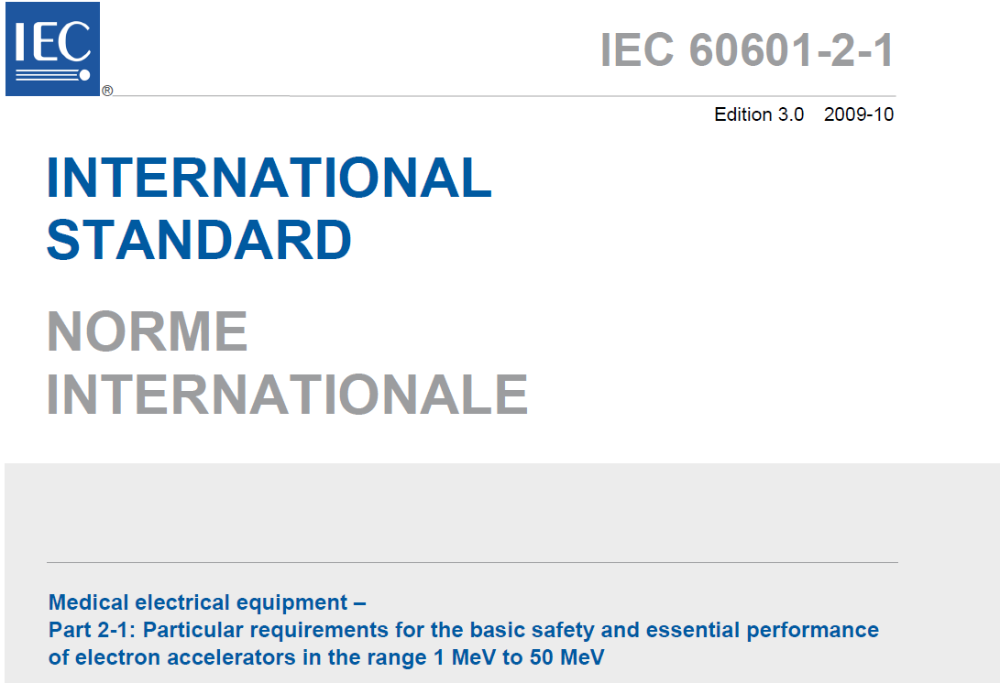 IEC
®
IEC 60601-2-1
Edition 3.0 2009-10
INTERNATIONAL
STANDARD
NORME
INTERNATIONALE
Medical electrical equipment –
Part 2-1: Particular requirements for the basic safety and essential performance
of electron accelerators in the range 1 MeV to 50 MeV